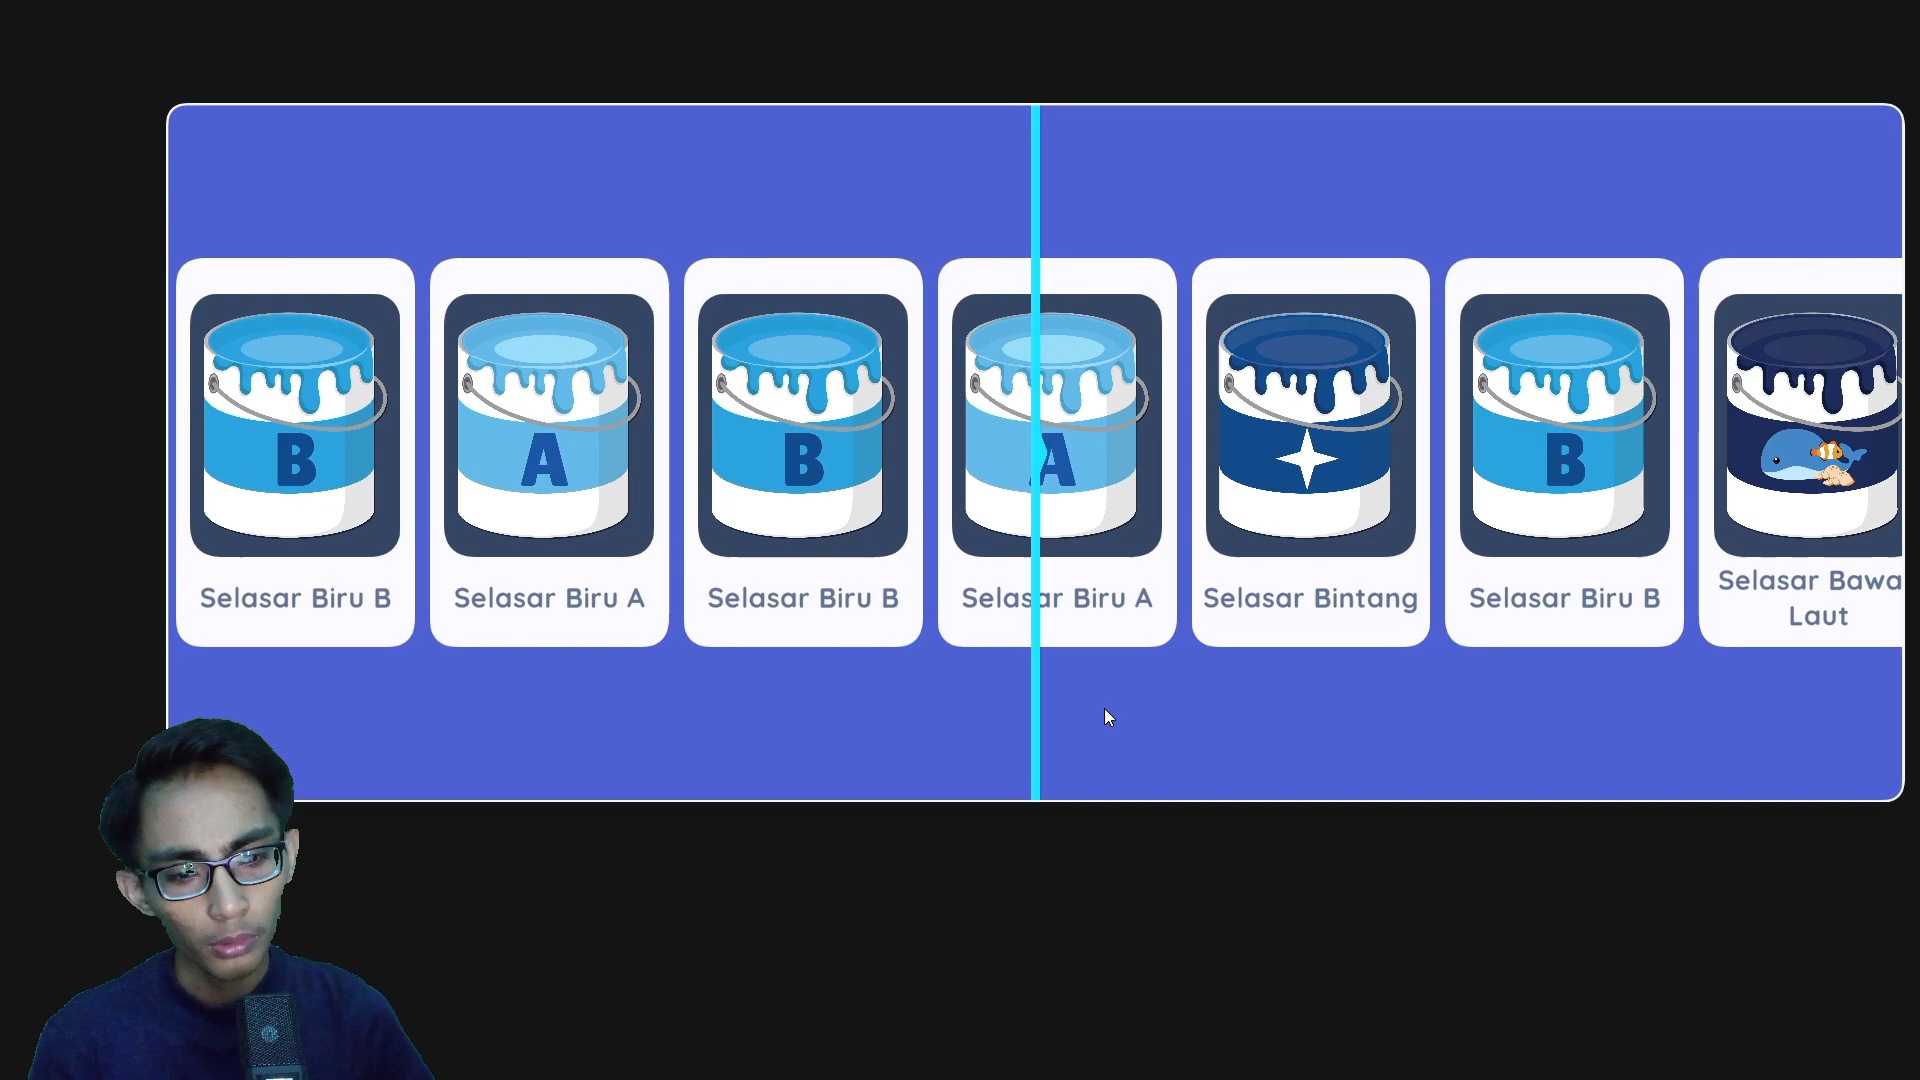 B
A
B
A
B
Selasar Biru B
Selasar Biru A
Selasar Biru B
Selasar Biru A
Selasar Bintang
Selasar Biru B
Selasar Bawa
Laut